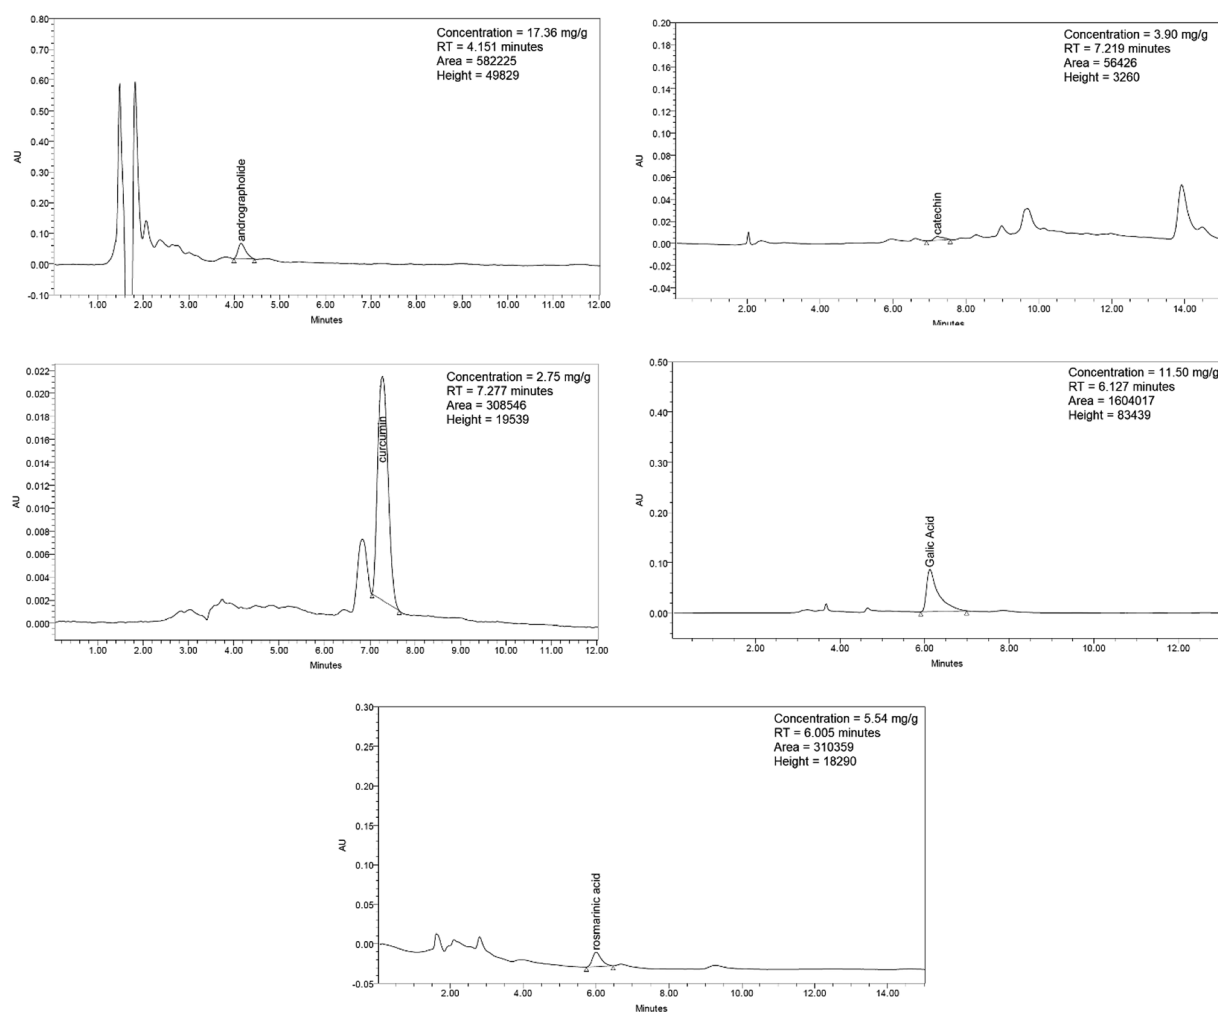 Concentration = 17.36 mg/g
RT = 4.151 minutes
Area = 582225
Height = 49829
0.80
0.70
0.60
0.50
0.40
0.30
0.20
0.10
0.00
-0.10
AU
andrographolide
1.00 2.00 3.00 4.00 5.00 6.00 7.00 8.00 9.00 10.00 11.00 12.00
Minutes
Concentration = 3.90 mg/g
RT = 7.219 minutes
Area = 56426
Height = 3260
0.20
0.18
0.16
0.14
0.12
0.10
0.08
0.06
0.04
0.02
0.00
-0.02
-0.04
AU
catechin
2.00 4.00 6.00 8.00 10.00 12.00 14.00
Minutes
Concentration = 2.75 mg/g
RT = 7.277 minutes
Area = 308546
Height = 19539
0.022
0.020
0.018
0.016
0.014
0.012
0.010
0.008
0.006
0.004
0.002
0.000
AU
curcumin
1.00 2.00 3.00 4.00 5.00 6.00 7.00 8.00 9.00 10.00 11.00 12.00
Minutes
Concentration = 11.50 mg/g
RT = 6.127 minutes
Area = 1604017
Height = 83439
0.50
0.40
0.30
0.20
0.10
0.00
AU
Galic Acid
2.00 4.00 6.00 8.00 10.00 12.00
Minutes
Concentration = 5.54 mg/g
RT = 6.005 minutes
Area = 310359
Height = 18290
0.30
0.25
0.20
0.15
0.10
0.05
0.00
-0.05
AU
rosmarinic acid
2.00 4.00 6.00 8.00 10.00 12.00 14.00
Minutes